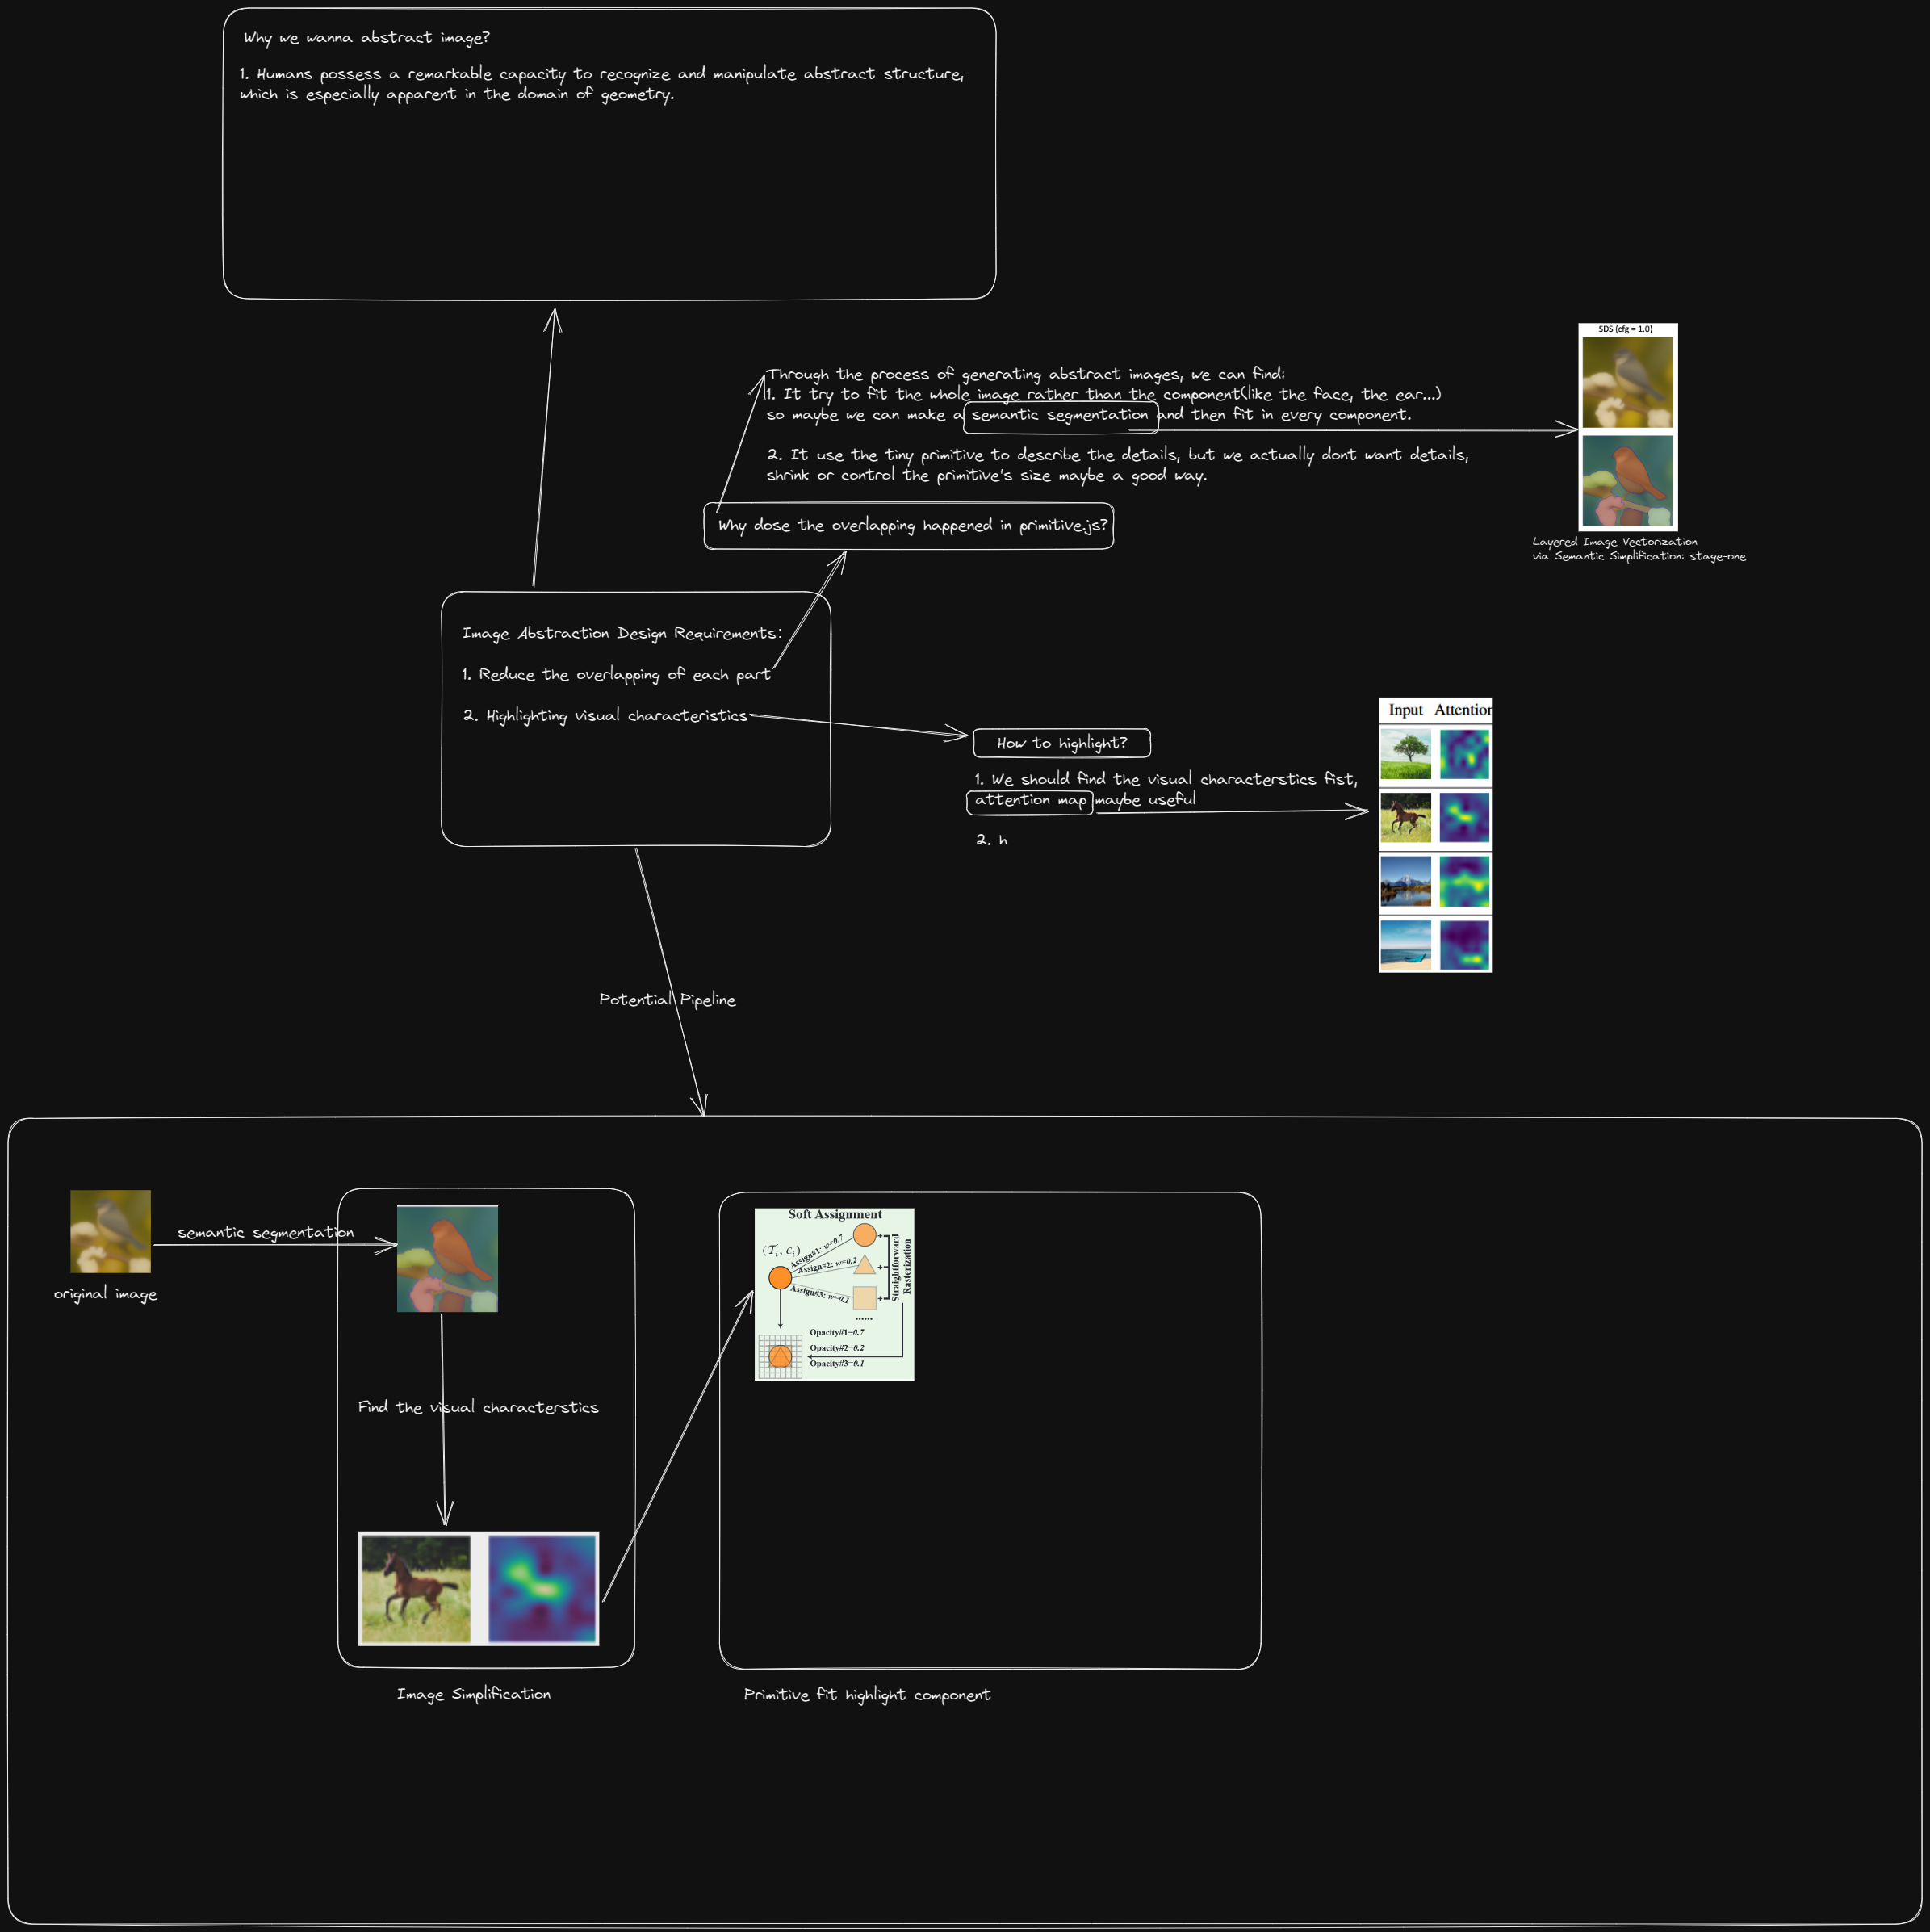 Why we wanna abstract image?
1. Humans possess a remarkable capacity to recognize and manipulate abstract structure,
which is especially apparent in the domain of geometry.
Through the process of generating abstract images, we can find:
1. It try to fit the whole image rather than the component(like the face, the ear...)
so maybe we can make a semantic segmentation and then fit in every component.
2. It use the tiny primitive to describe the details, but we actually dont want details,
shrink or control the primitive's size maybe a good way.
SDS (cfg = 1.0)
Layered Image Vectorization
via Semantic Simplification: stage-one
Why dose the overlapping happened in primitive.js?
Image Abstraction Design Requirements:
1. Reduce the overlapping of each part
2. Highlighting visual characteristics
How to highlight?
1. We should find the visual characterstics fist,
attention map maybe useful
2. h
Input Attention
Potential Pipeline
original image
semantic segmentation
Find the visual characterstics
Image Simplification
Soft Assignment
(𝒯i, ci)
Assign#1: w=0.7
Assign#2: w=0.2
Assign#3: w=0.1
+
+
+
......
Straightforward
Rasterization
Opacity#1=0.7
Opacity#2=0.2
Opacity#3=0.1
Primitive fit highlight component